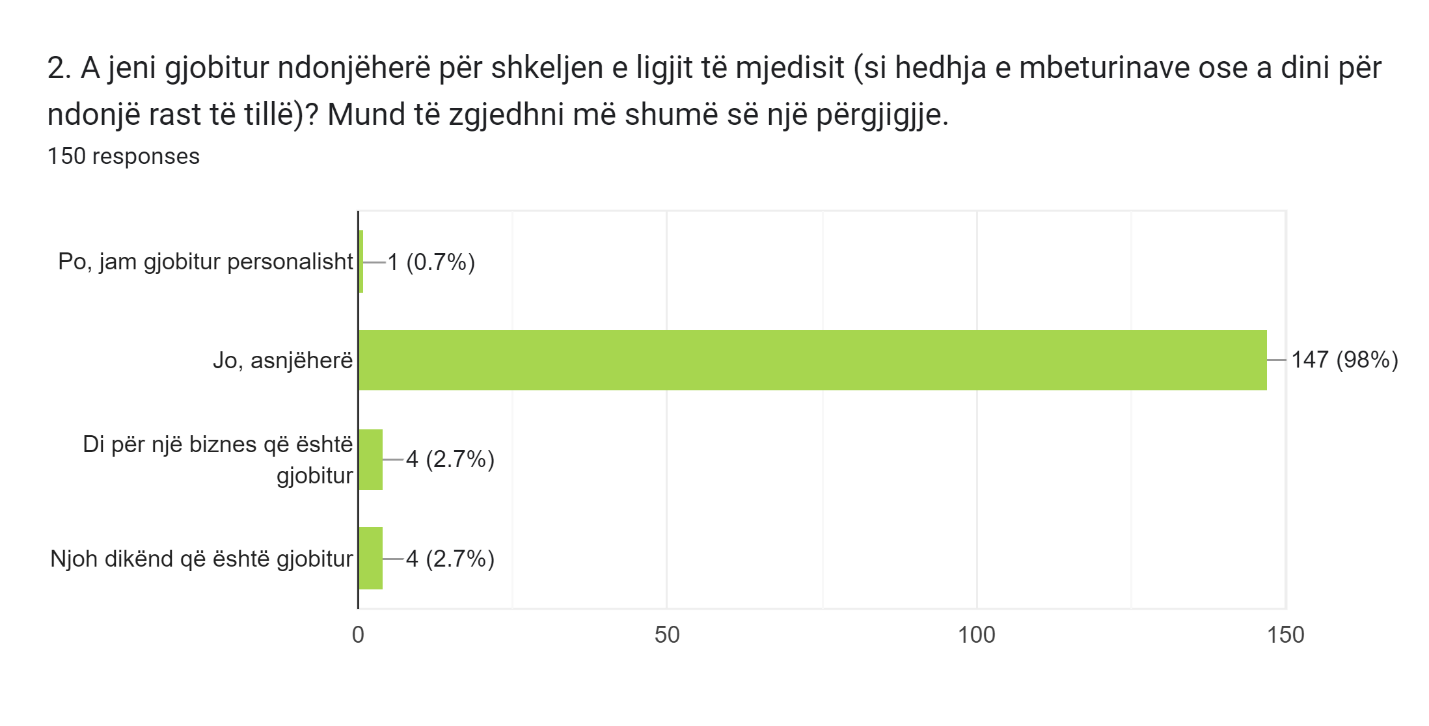 2. A jeni gjobitur ndonjëherë për shkeljen e ligjit të mjedisit (si hedhja e mbeturinave ose a dini për
ndonjë rast të tillë)? Mund të zgjedhni më shumë së një përgjigjje.
150 responses
Po, jam gjobitur personalisht
1 (0.7%)
Jo, asnjëherë
147 (98%)
Di për një biznes që është
gjobitur
4 (2.7%)
Njoh dikënd që është gjobitur
4 (2.7%)
0
50
100
150